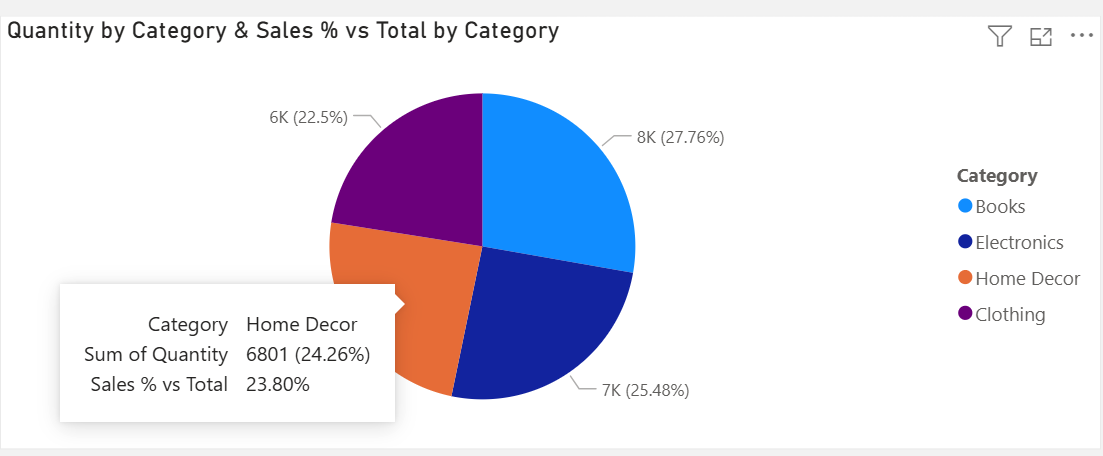 Quantity by Category & Sales % vs Total by Category
6K (22.5%)
8K (27.76%)
7K (25.48%)
Category Home Decor
Sum of Quantity 6801 (24.26%)
Sales % vs Total 23.80%
Category
Books
Electronics
Home Decor
Clothing